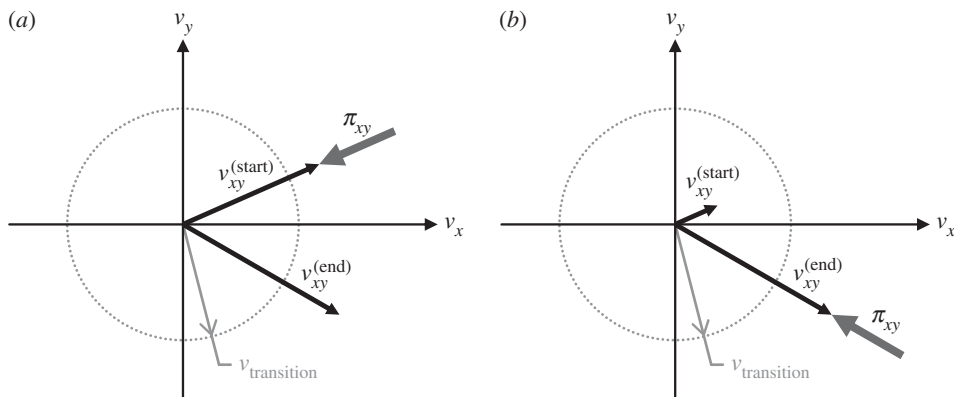 (a)
v_y
π_xy
v_xy^(start)
v_x
v_xy^(end)
v_transition
(b)
v_y
v_xy^(start)
v_x
v_xy^(end)
π_xy
v_transition